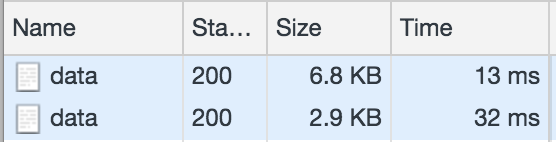 Name Sta... Size Time
data 200 6.8 KB 13 ms
data 200 2.9 KB 32 ms